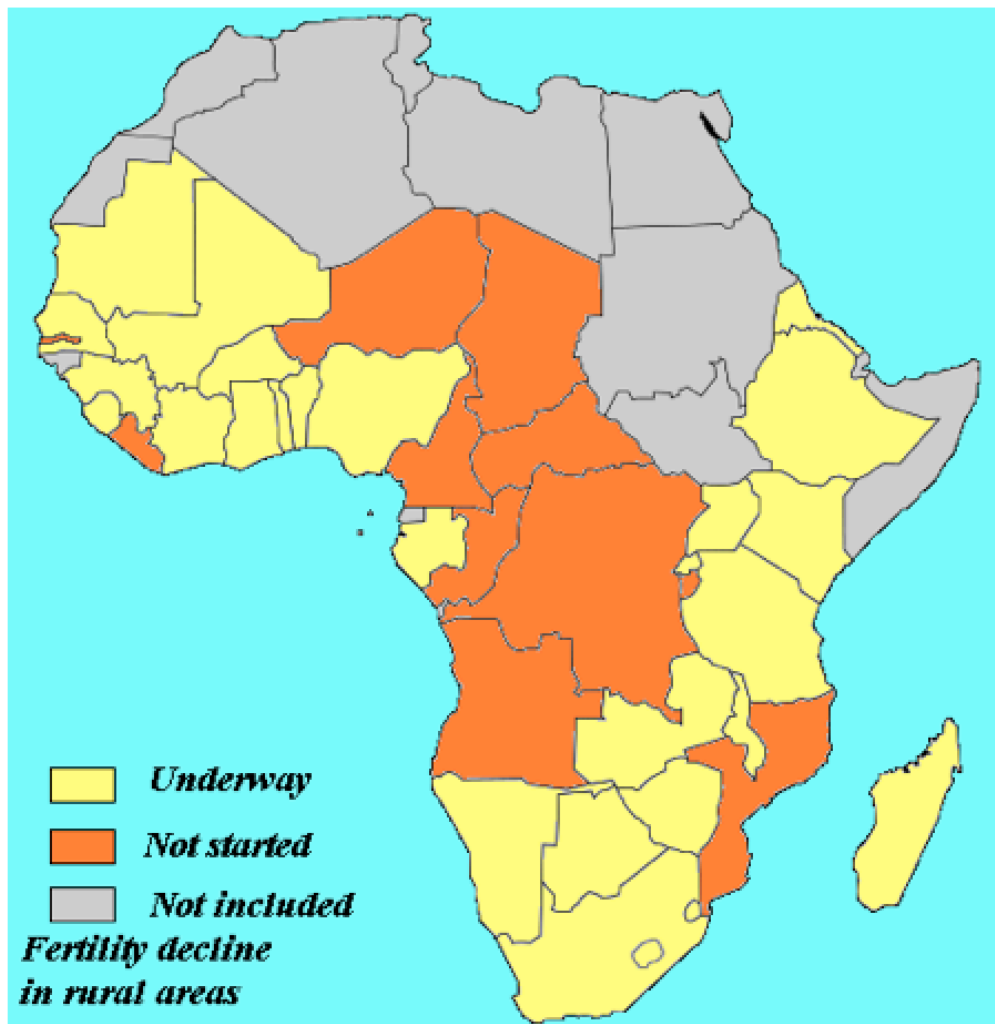 Underway
Not started
Not included
Fertility decline
in rural areas